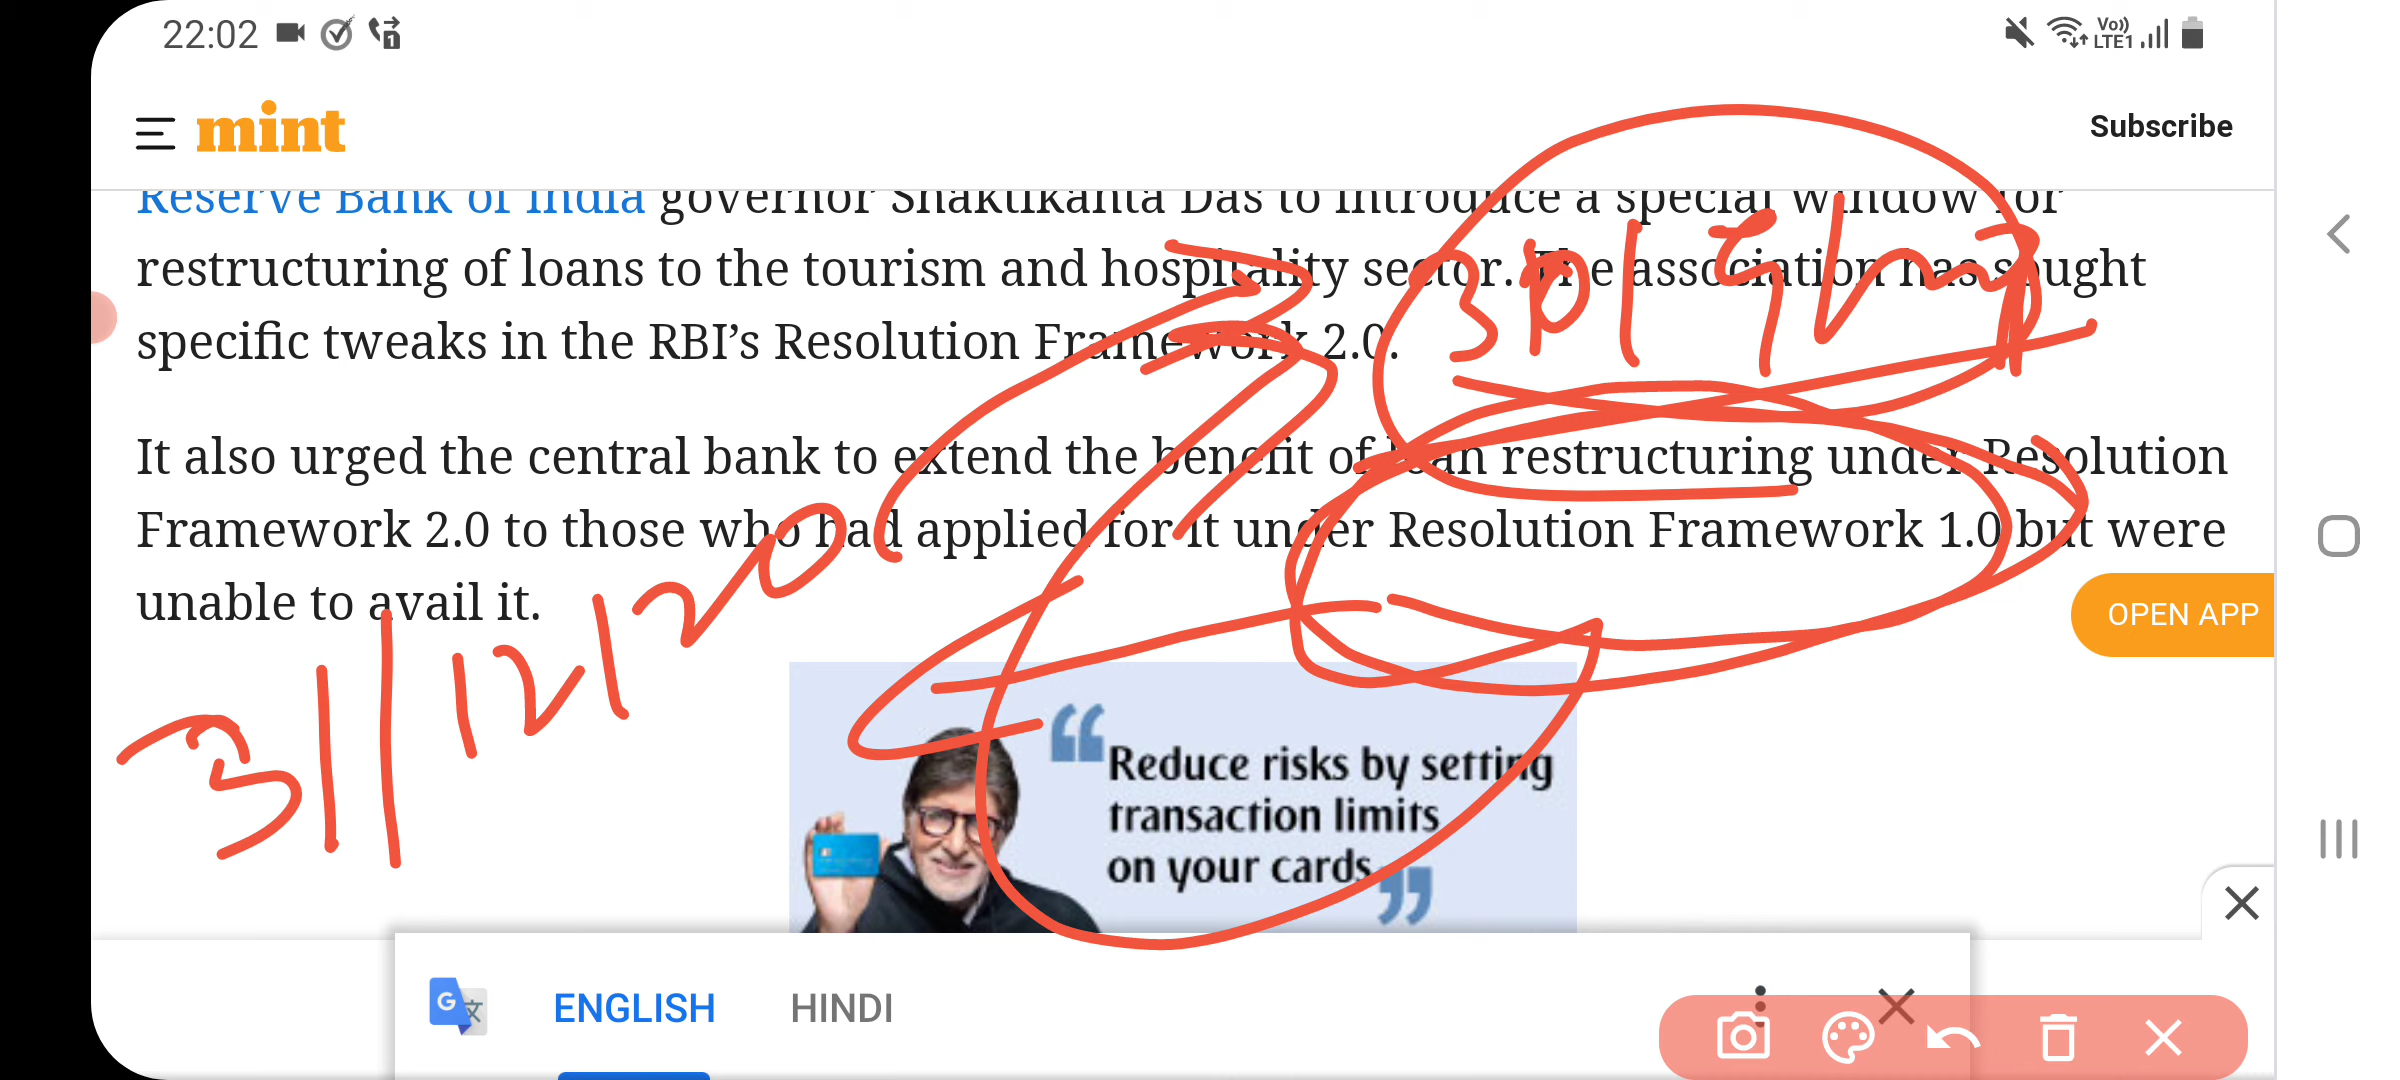 22:02
Vo)) LTE1
mint
Subscribe
Reserve Bank of India governor Shaktikanta Das to introduce a special window for
restructuring of loans to the tourism and hospitality sector. The association has sought
specific tweaks in the RBI’s Resolution Framework 2.0.
It also urged the central bank to extend the benefit of loan restructuring under Resolution
Framework 2.0 to those who had applied for it under Resolution Framework 1.0 but were
unable to avail it.
31/12/20
OPEN APP
“Reduce risks by setting
transaction limits
on your cards”
ENGLISH HINDI